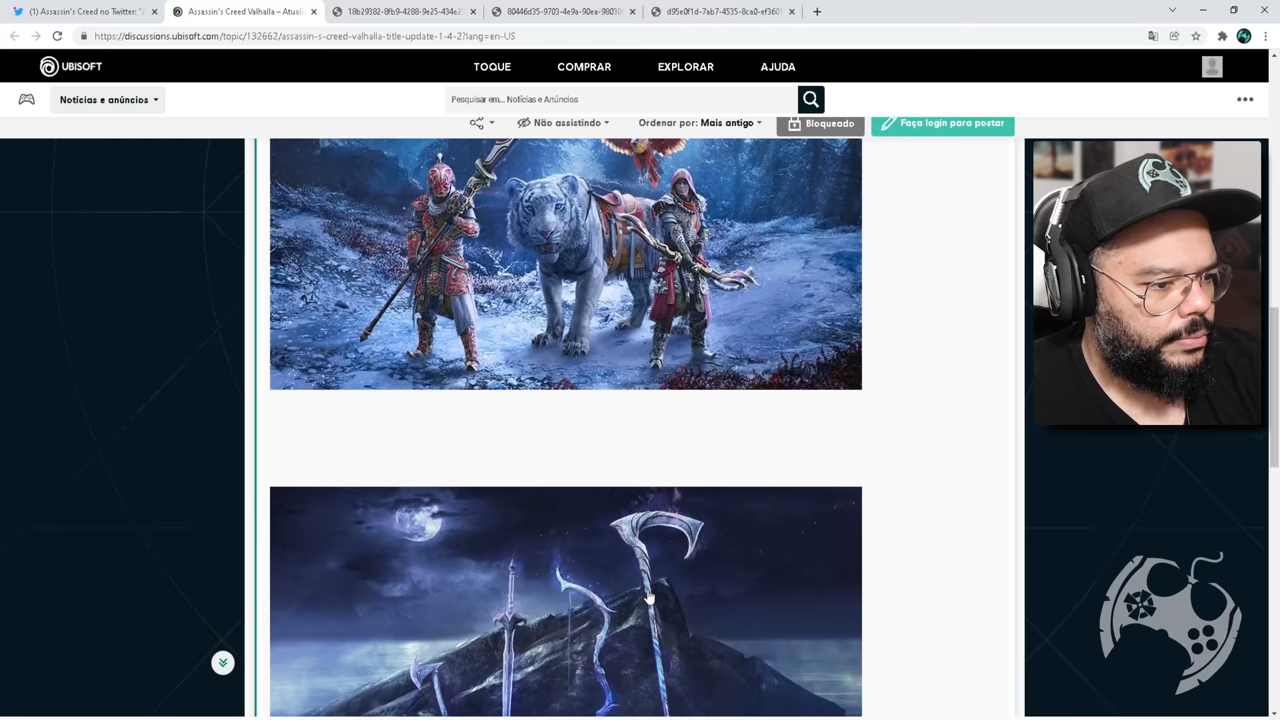 (1) Assassin's Creed no Twitter: "A
Assassin's Creed Valhalla – Atuali
18b29382-8fb9-4288-9e25-434e2
80446d35-9703-4e9a-90ea-98030
d95e0f1d-7ab7-4535-8ca0-ef3601
https://discussions.ubisoft.com/topic/132662/assassin-s-creed-valhalla-title-update-1-4-2?lang=en-US
UBISOFT
TOQUE
COMPRAR
EXPLORAR
AJUDA
Notícias e anúncios
Pesquisar em... Notícias e Anúncios
Não assistindo
Ordenar por: Mais antigo
Bloqueado
Faça login para postar